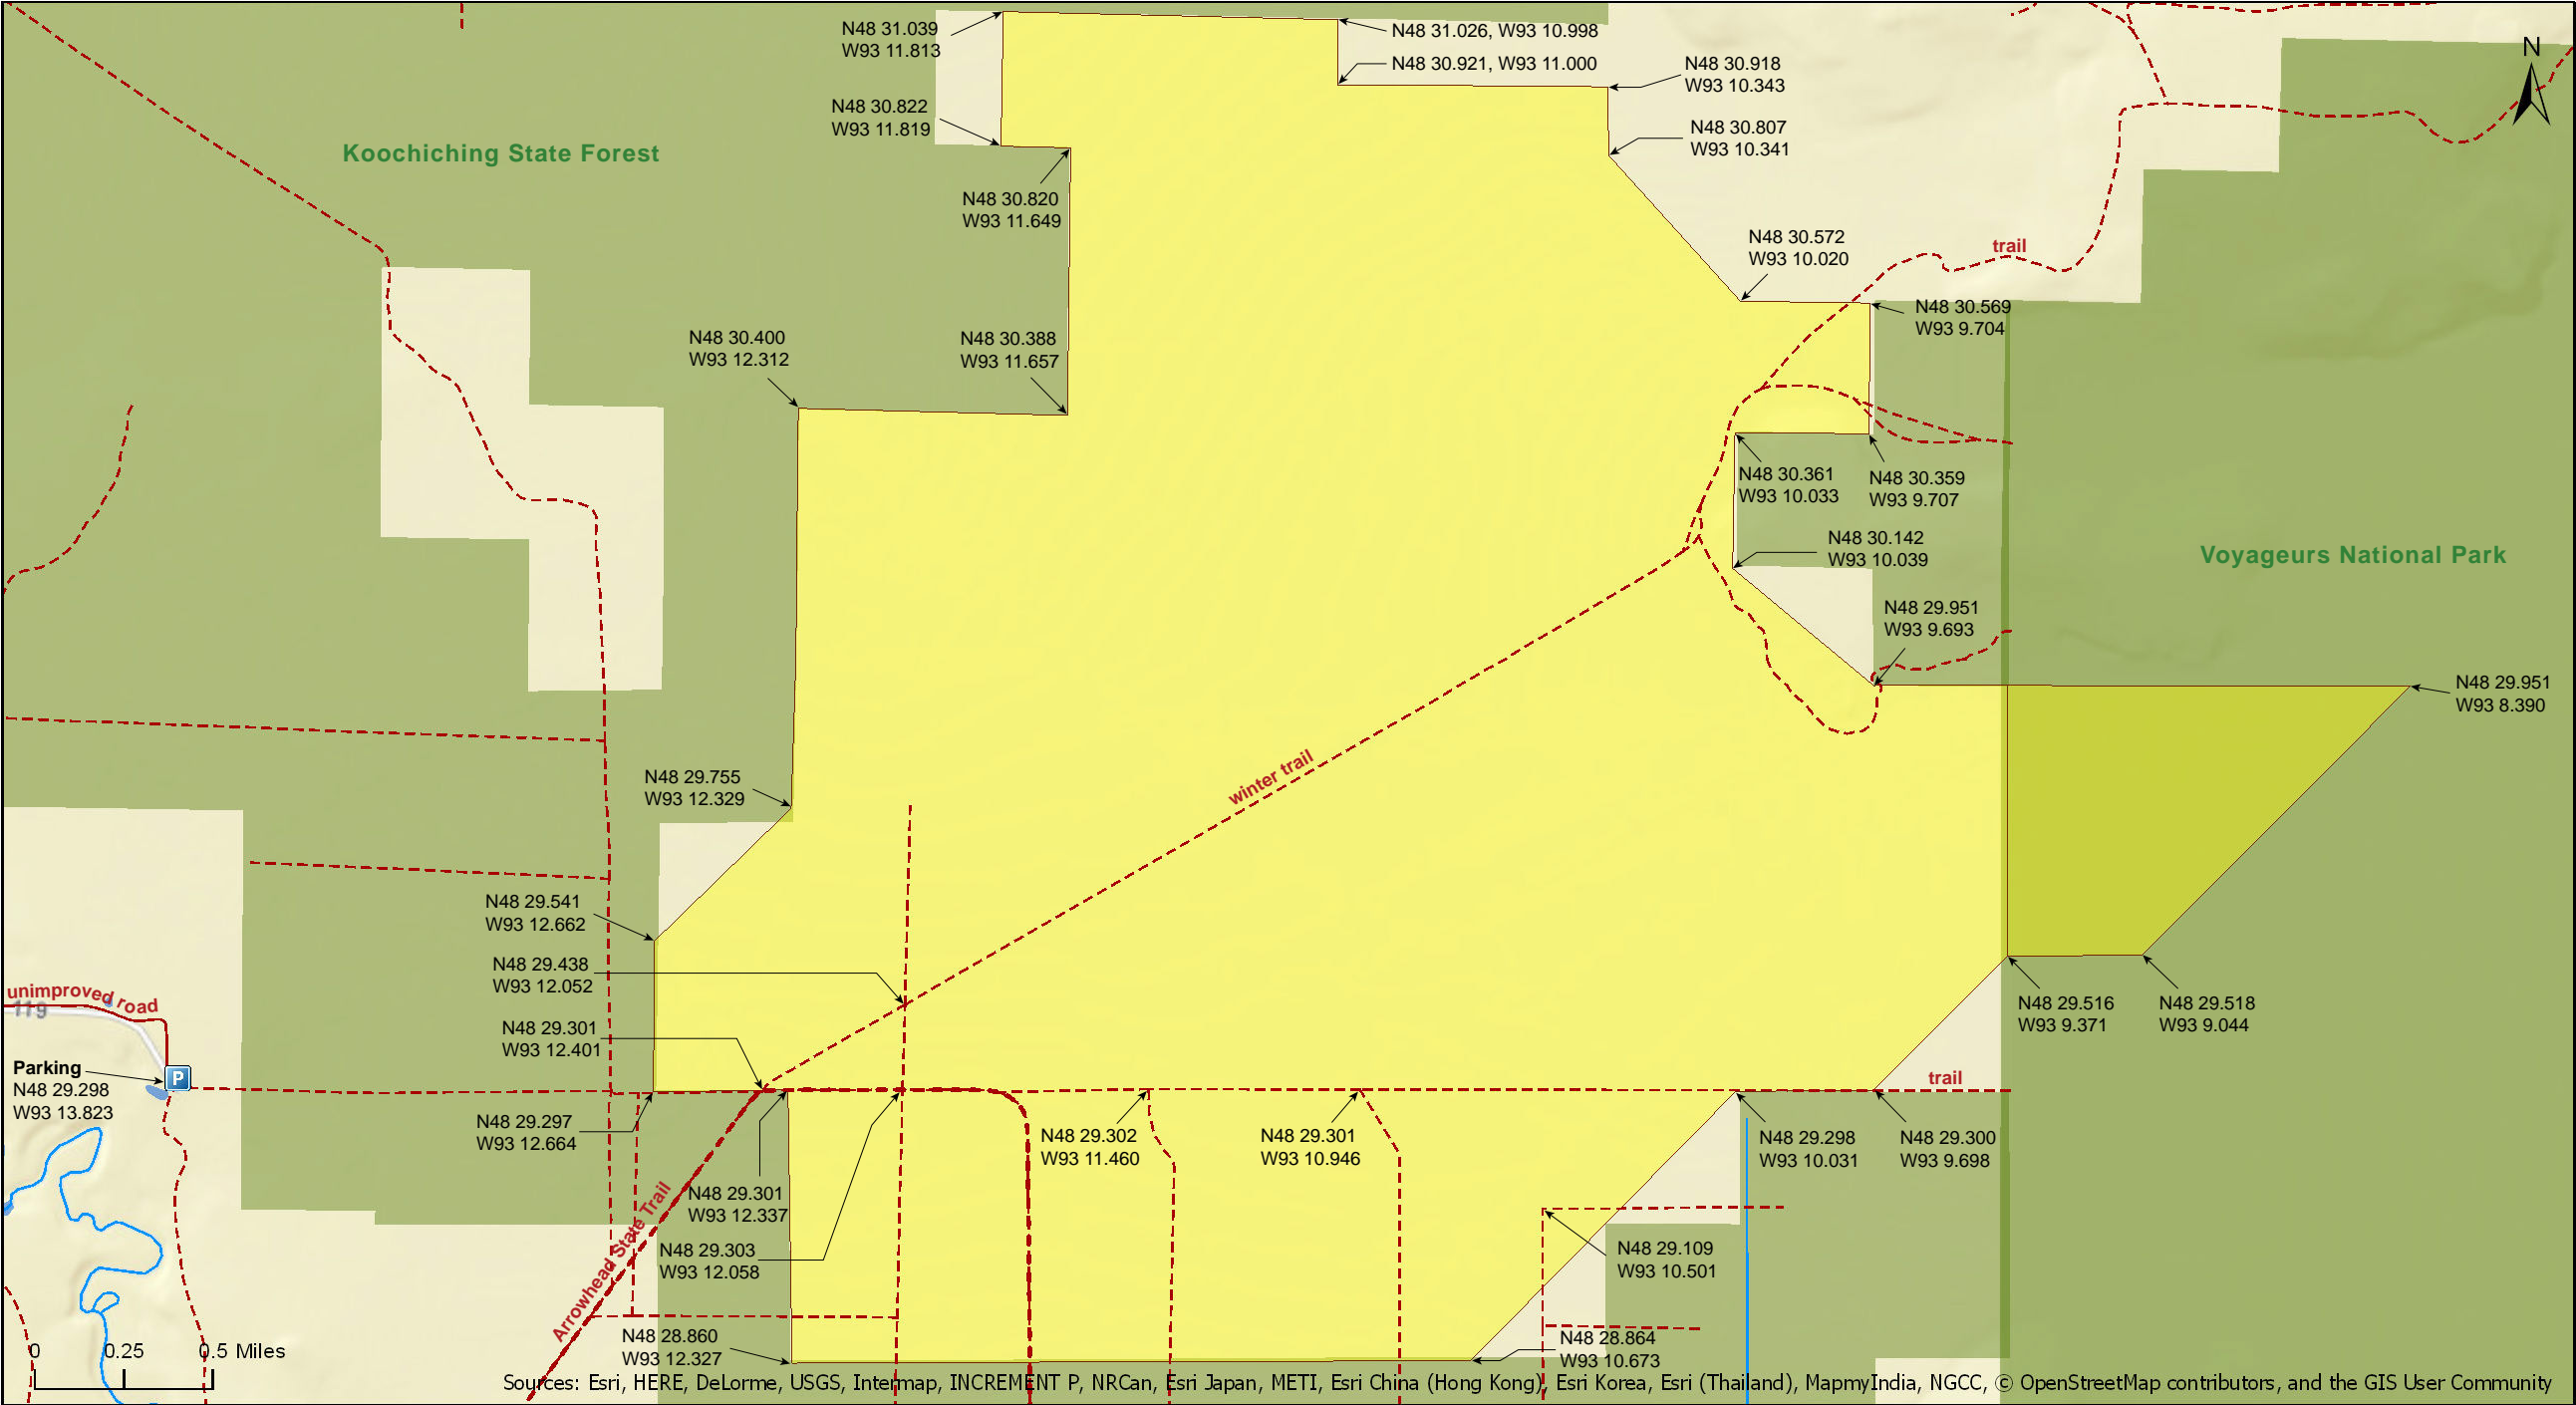 N48 31.039
W93 11.813
N48 31.026, W93 10.998
N48 30.921, W93 11.000
N48 30.918
W93 10.343
N
N48 30.822
W93 11.819
N48 30.807
W93 10.341
Koochiching State Forest
N48 30.820
W93 11.649
N48 30.572
W93 10.020
trail
N48 30.569
W93 9.704
N48 30.400
W93 12.312
N48 30.388
W93 11.657
N48 30.361
W93 10.033
N48 30.359
W93 9.707
N48 30.142
W93 10.039
Voyageurs National Park
N48 29.951
W93 9.693
N48 29.951
W93 8.390
winter trail
N48 29.755
W93 12.329
N48 29.541
W93 12.662
N48 29.438
W93 12.052
unimproved road
119
N48 29.516
W93 9.371
N48 29.518
W93 9.044
N48 29.301
W93 12.401
Parking
N48 29.298
W93 13.823
P
trail
N48 29.297
W93 12.664
N48 29.302
W93 11.460
N48 29.301
W93 10.946
N48 29.298
W93 10.031
N48 29.300
W93 9.698
N48 29.301
W93 12.337
Arrowhead State Trail
N48 29.303
W93 12.058
N48 29.109
W93 10.501
N48 28.860
W93 12.327
N48 28.864
W93 10.673
0 0.25 0.5 Miles
Sources: Esri, HERE, DeLorme, USGS, Intermap, INCREMENT P, NRCan, Esri Japan, METI, Esri China (Hong Kong), Esri Korea, Esri (Thailand), MapmyIndia, NGCC, © OpenStreetMap contributors, and the GIS User Community